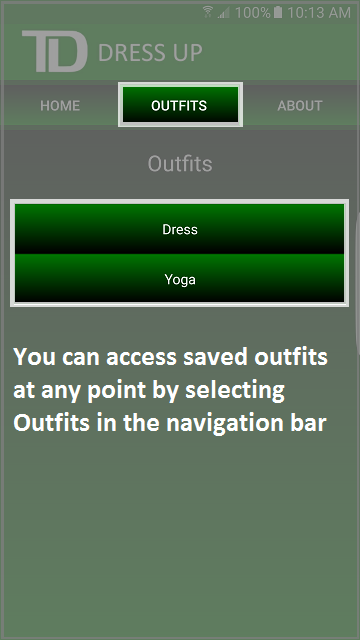 100% 10:13 AM
TD DRESS UP
HOME OUTFITS ABOUT
Outfits
Dress
Yoga
You can access saved outfits
at any point by selecting
Outfits in the navigation bar